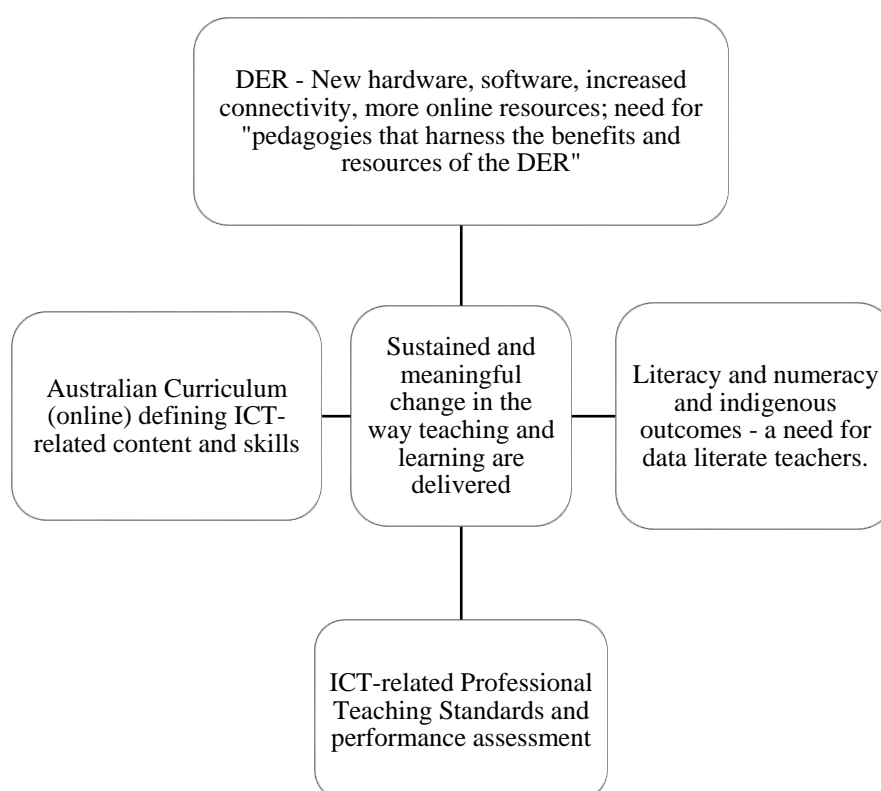 DER - New hardware, software, increased
connectivity, more online resources; need for
"pedagogies that harness the benefits and
resources of the DER"
Australian Curriculum
(online) defining ICT-
related content and skills
Sustained and
meaningful
change in the
way teaching and
learning are
delivered
Literacy and numeracy
and indigenous
outcomes - a need for
data literate teachers.
ICT-related Professional
Teaching Standards and
performance assessment